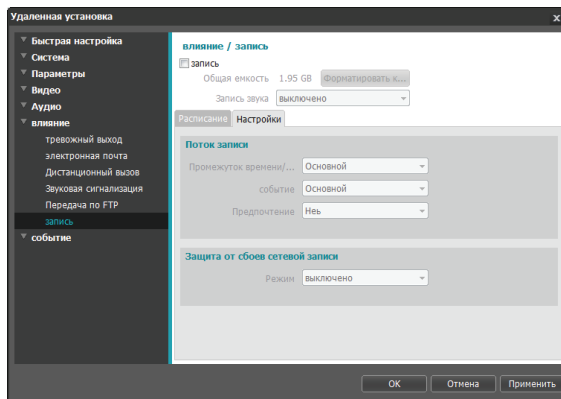 Удаленная установка
x
Быстрая настройка
Система
Параметры
Видео
Аудио
влияние
тревожный выход
электронная почта
Дистанционный вызов
Звуковая сигнализация
Передача по FTP
запись
событие
влияние / запись
запись
Общая емкость 1.95 GB Форматировать к...
Запись звука выключено
Расписание Настройки
Поток записи
Промежуток времени/... Основной
событие Основной
Предпочтение Неь
Защита от сбоев сетевой записи
Режим выключено
OK Отмена Применить